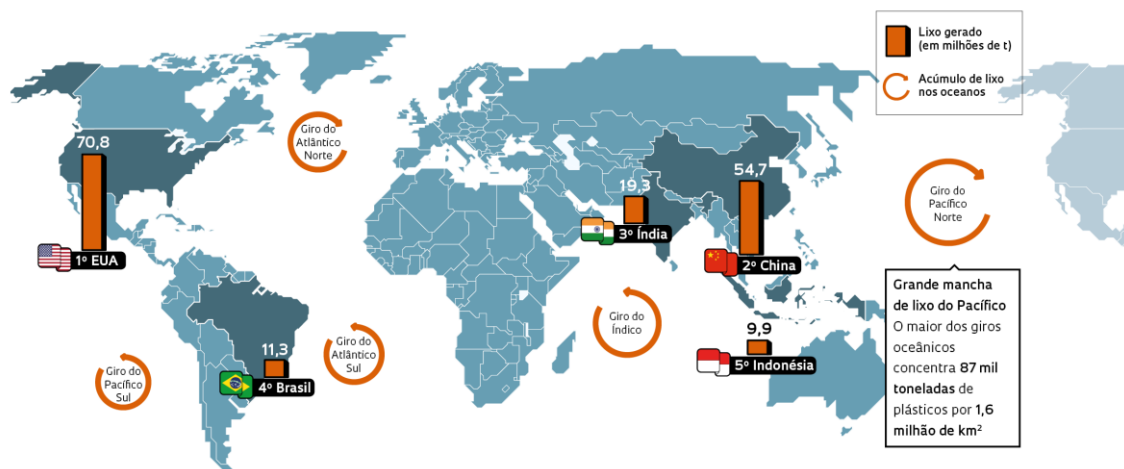 Lixo gerado
(em milhões de t)
Acúmulo de lixo
nos oceanos
Giro do
Atlântico
Norte
70,8
1º EUA
19,3
3º Índia
54,7
2º China
Giro do
Pacífico
Norte
Grande mancha
de lixo do Pacífico
O maior dos giros
oceânicos
concentra 87 mil
toneladas de
plásticos por 1,6
milhão de km²
Giro do
Índico
9,9
5º Indonésia
11,3
4º Brasil
Giro do
Atlântico
Sul
Giro do
Pacífico
Sul